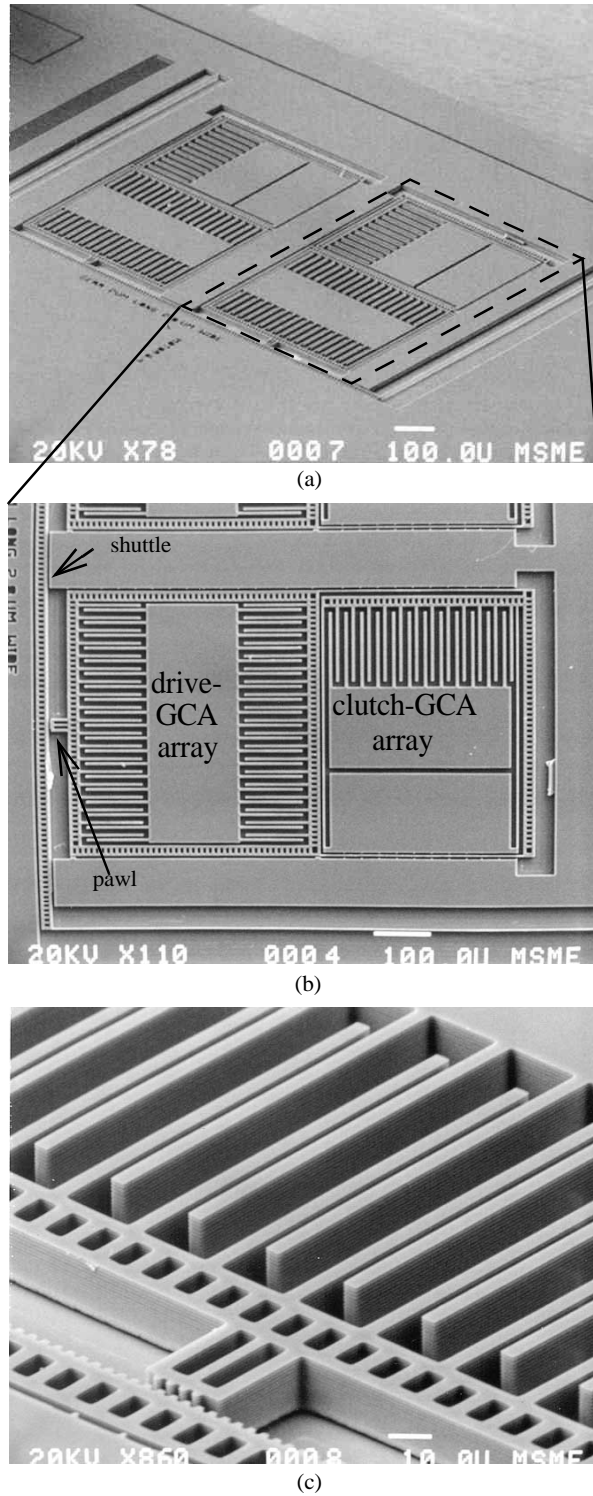 20KV X78 0007 100.0U MSME
(a)
shuttle
drive-
GCA
array
clutch-GCA
array
pawl
20KV X110 0004 100.0U MSME
(b)
20KV X860 0008 10.0U MSME
(c)